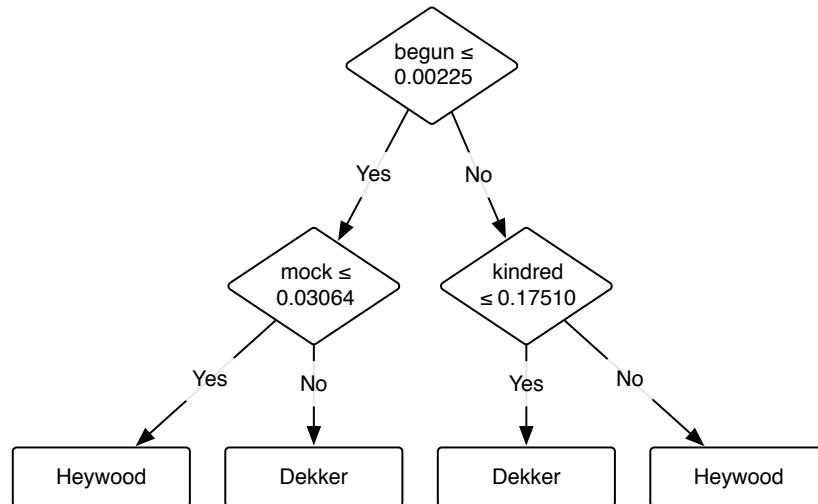 begun ≤
0.00225
Yes
No
mock ≤
0.03064
kindred
≤ 0.17510
Yes
No
Yes
No
Heywood
Dekker
Dekker
Heywood